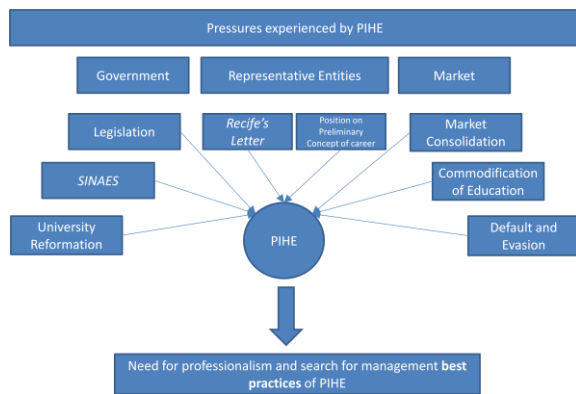 Pressures experienced by PIHE
Government
Representative Entities
Market
Legislation
Recife's
Letter
Position on
Preliminary
Concept of career
Market
Consolidation
SINAES
Commodification
of Education
University
Reformation
PIHE
Default and
Evasion
Need for professionalism and search for management best
practices of PIHE